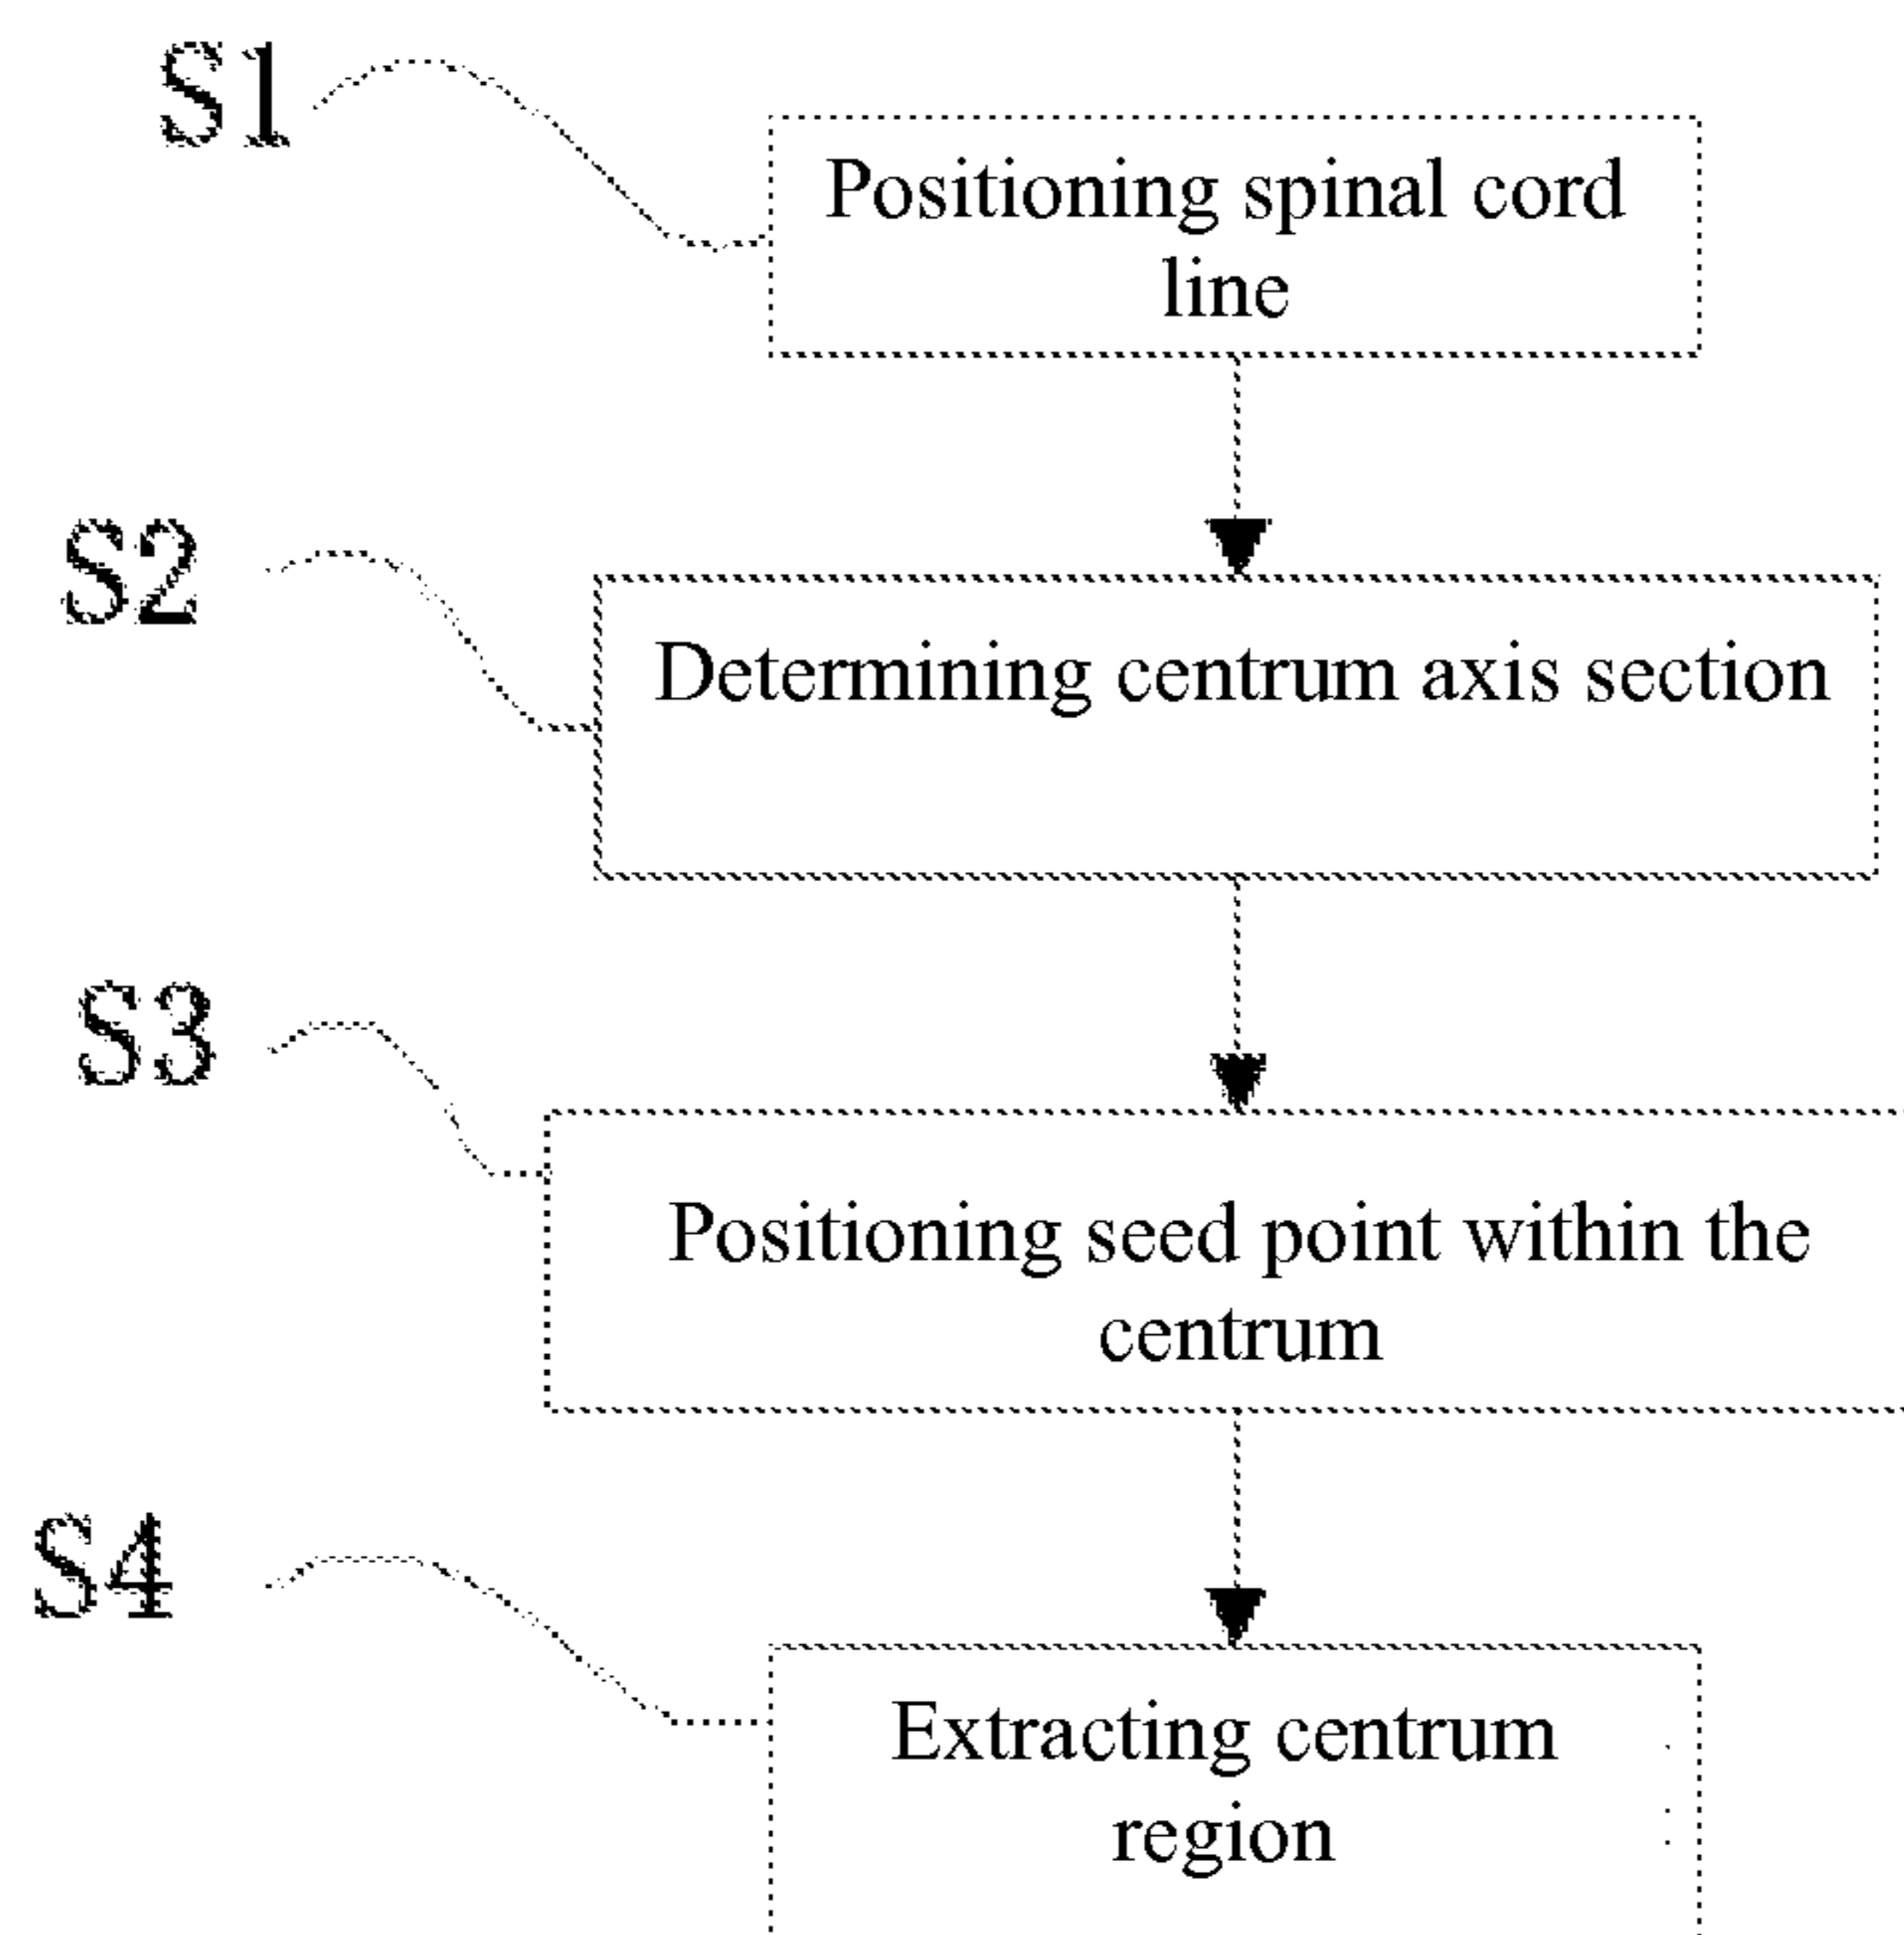 S1
Positioning spinal cord
line
S2
Determining centrum axis section
S3
Positioning seed point within the
centrum
S4
Extracting centrum
region